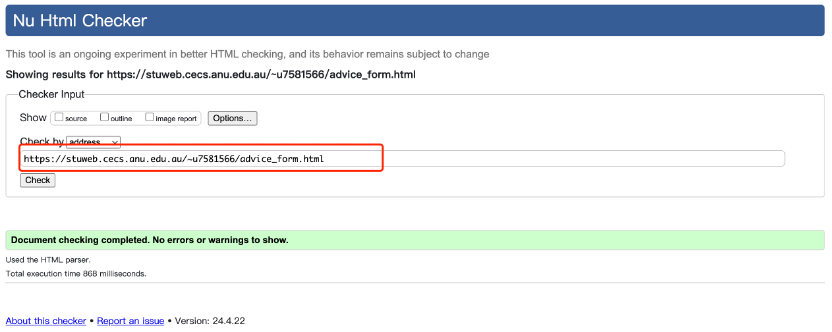 Nu Html Checker
This tool is an ongoing experiment in better HTML checking, and its behavior remains subject to change
Showing results for https://stuweb.cecs.anu.edu.au/~u7581566/advice_form.html
Checker Input
Show source outline image report Options...
Check by address
https://stuweb.cecs.anu.edu.au/~u7581566/advice_form.html
Check
Document checking completed. No errors or warnings to show.
Used the HTML parser.
Total execution time 868 milliseconds.
About this checker • Report an issue • Version: 24.4.22